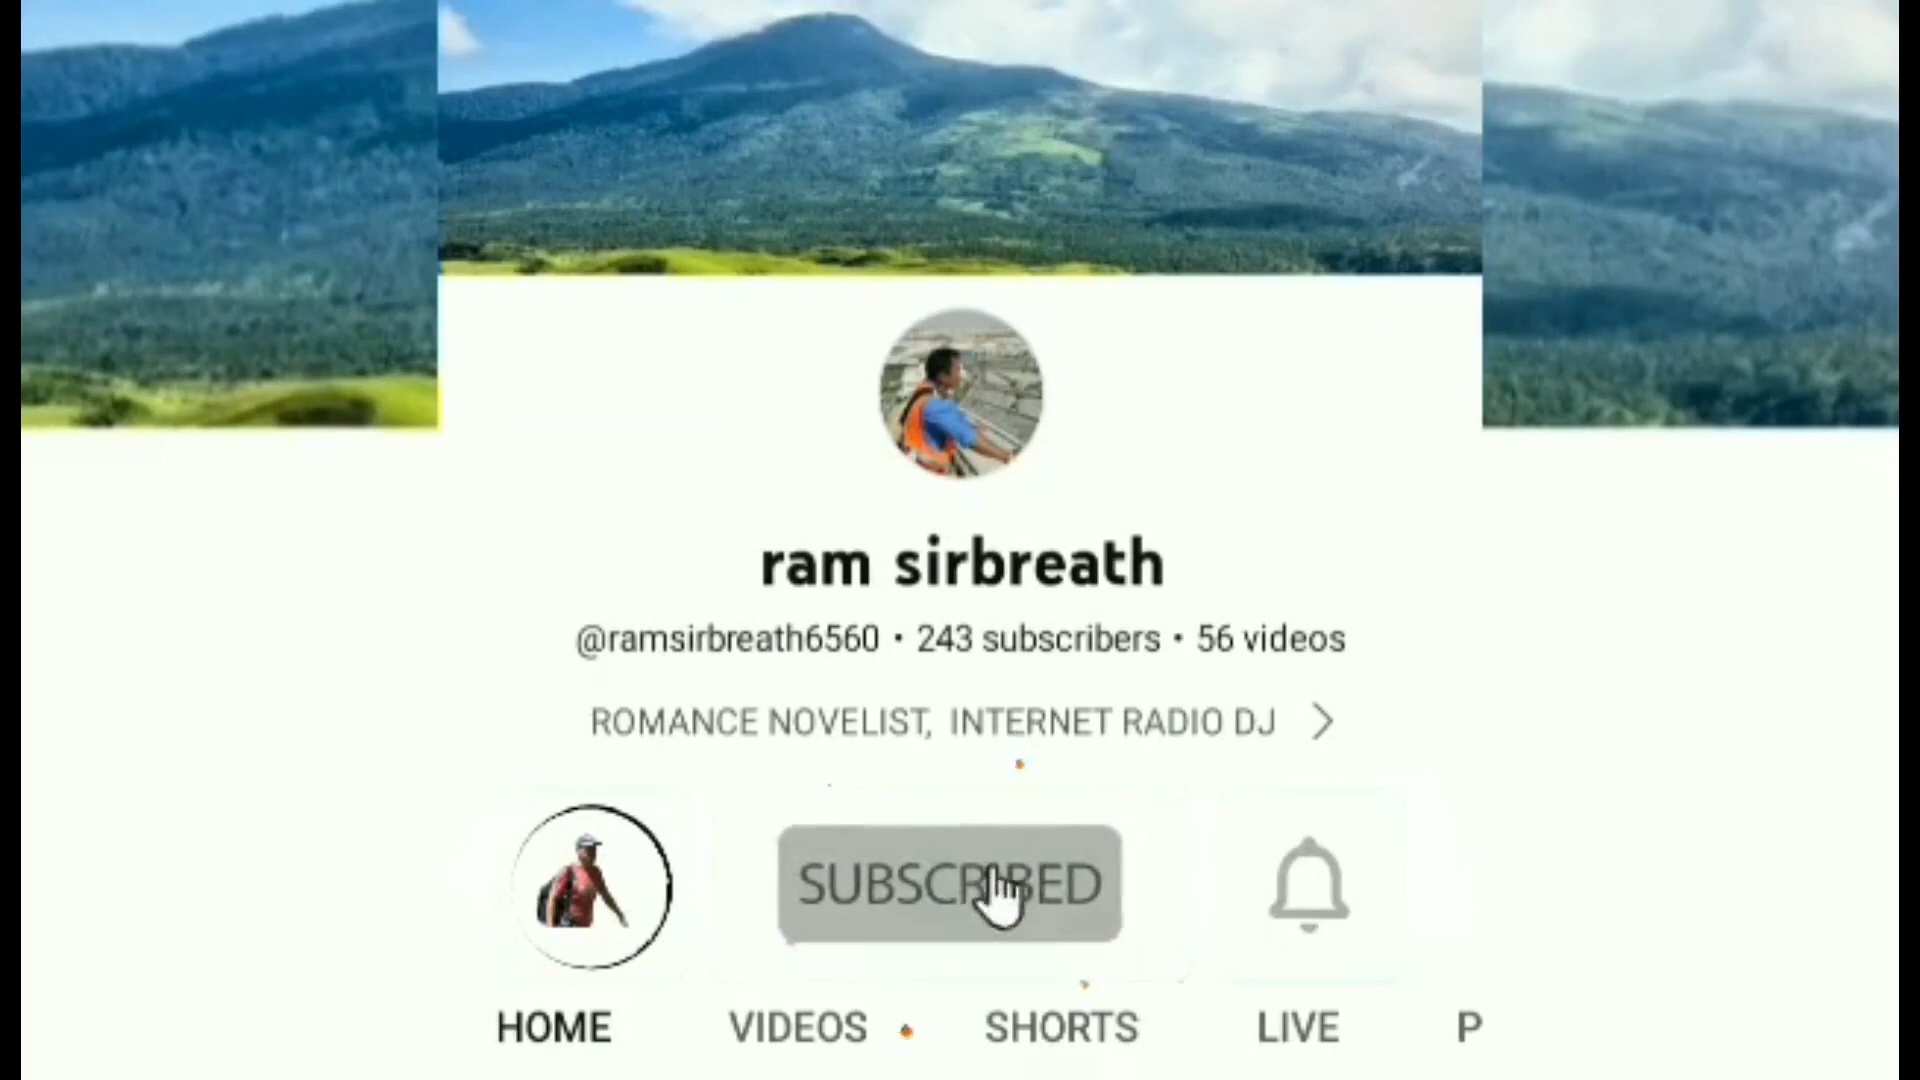 ram sirbreath
@ramsirbreath6560 • 243 subscribers • 56 videos
ROMANCE NOVELIST, INTERNET RADIO DJ
SUBSCRIBED
HOME VIDEOS SHORTS LIVE P